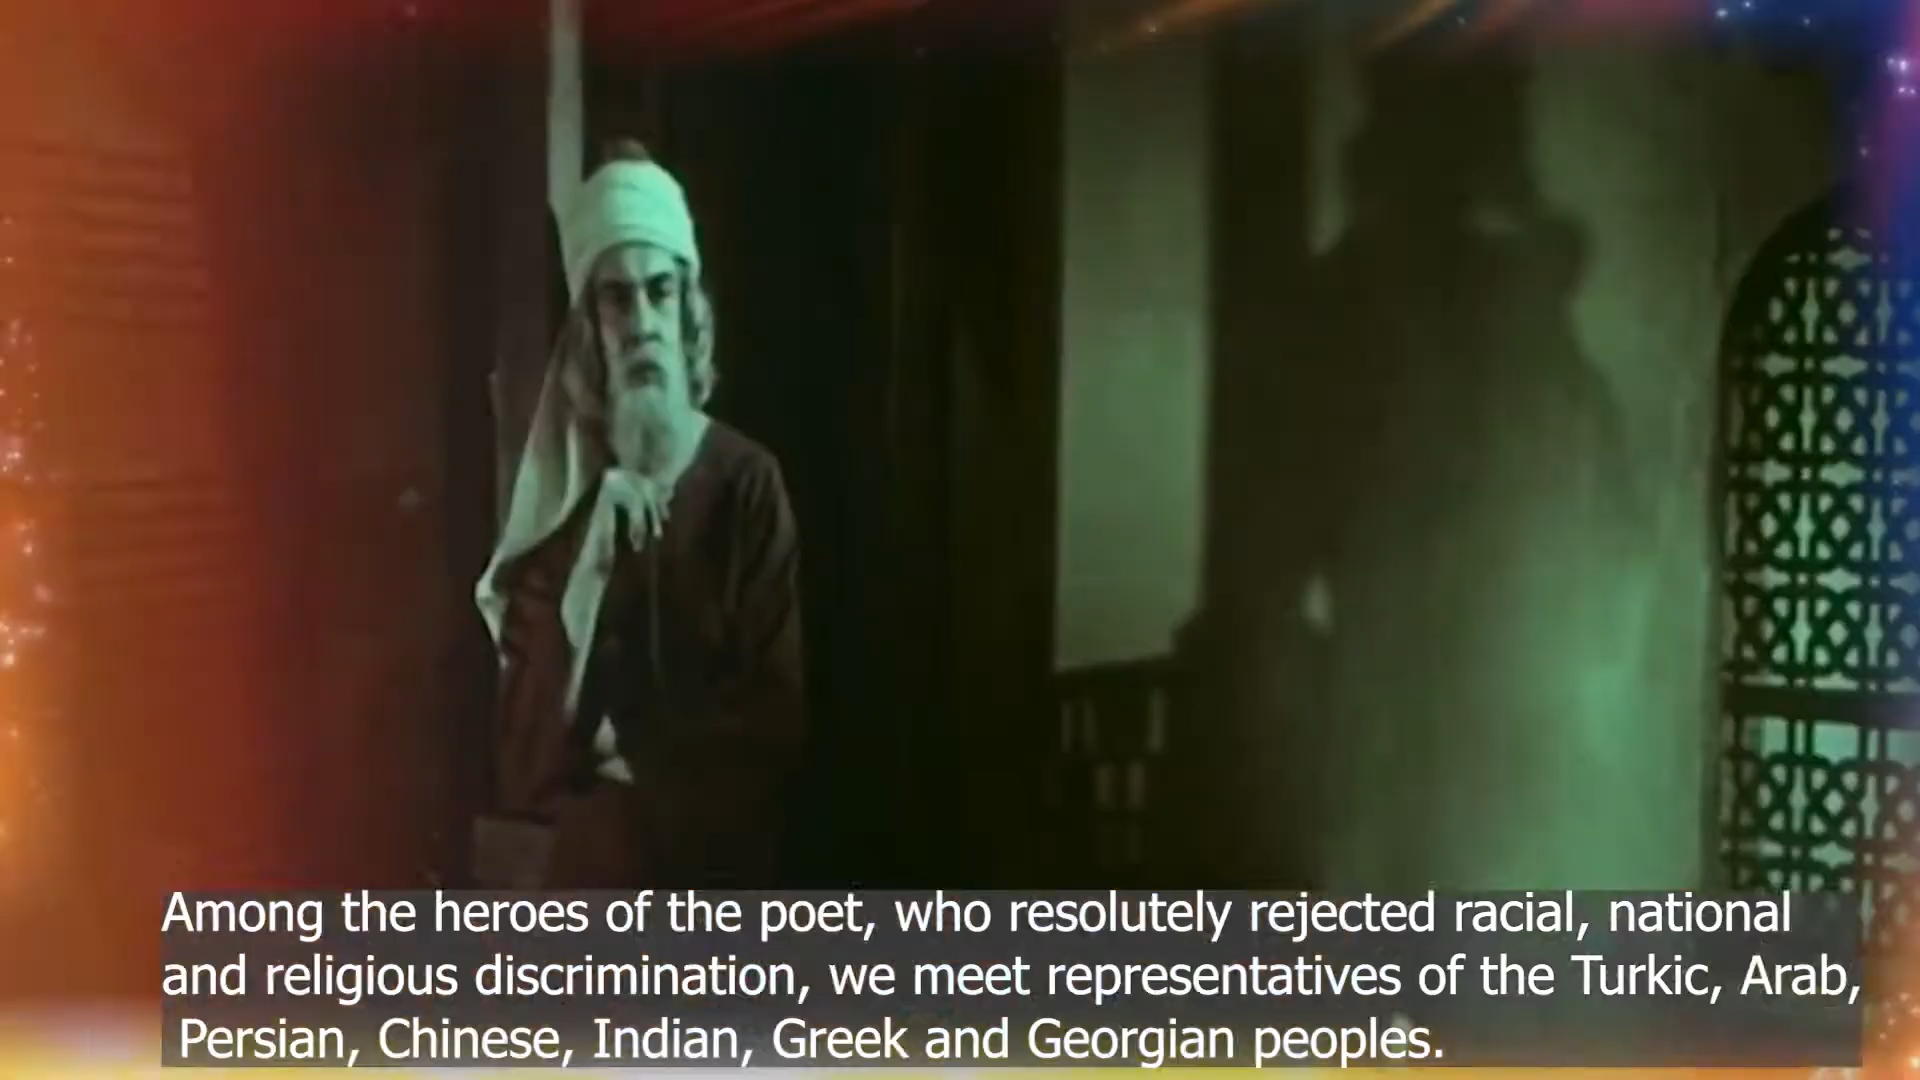 Among the heroes of the poet, who resolutely rejected racial, national
and religious discrimination, we meet representatives of the Turkic, Arab,
Persian, Chinese, Indian, Greek and Georgian peoples.